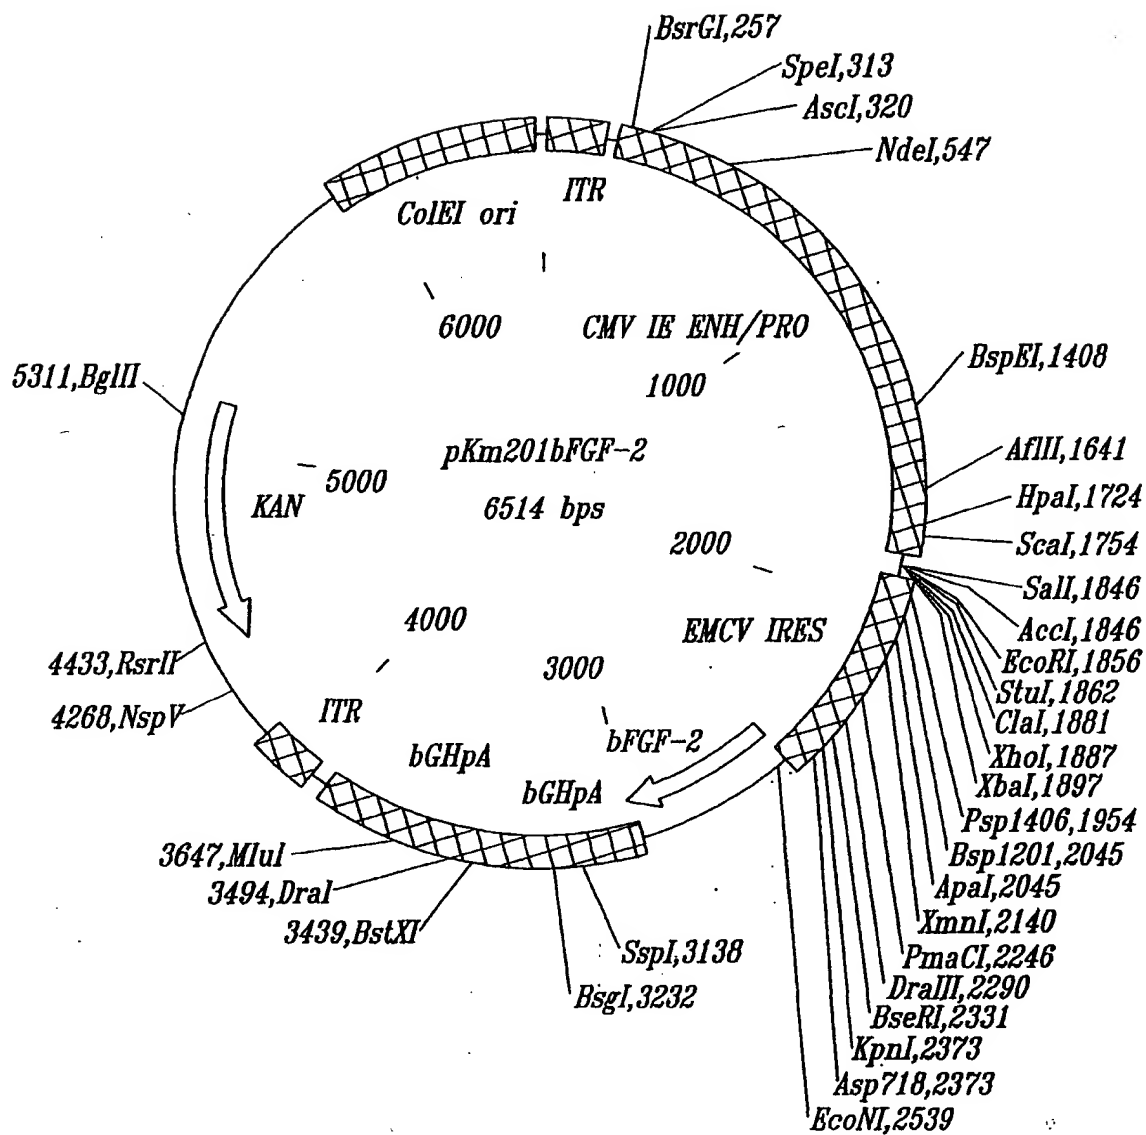 BsrGI,257
SpeI,313
AscI,320
NdeI,547
ITR
ColEI ori
6000
CMV IE ENH/PRO
1000
BspEI,1408
5311,BglII
AflII,1641
pKm201bFGF-2
5000
HpaI,1724
KAN
6514 bps
ScaI,1754
2000
SalI,1846
AccI,1846
4000
EMCV IRES
EcoRI,1856
4433,RsrII
3000
StuI,1862
4268,NspV
ITR
ClaI,1881
bFGF-2
bGHpA
XhoI,1887
XbaI,1897
bGHpA
Psp1406,1954
3647,MluI
Bsp1201,2045
3494,DraI
ApaI,2045
3439,BstXI
XmnI,2140
SspI,3138
PmaCI,2246
BsgI,3232
DraIII,2290
BseRI,2331
KpnI,2373
Asp718,2373
EcoNI,2539